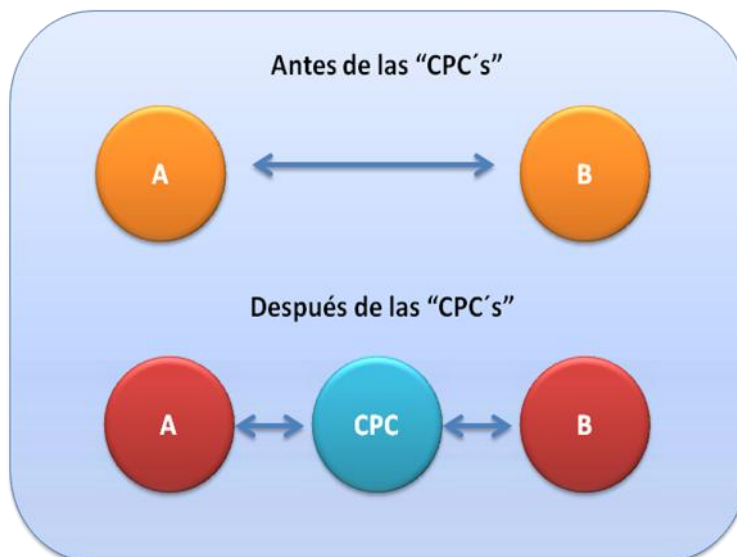 Antes de las “CPC´s”
A
B
Después de las “CPC´s”
A
CPC
B